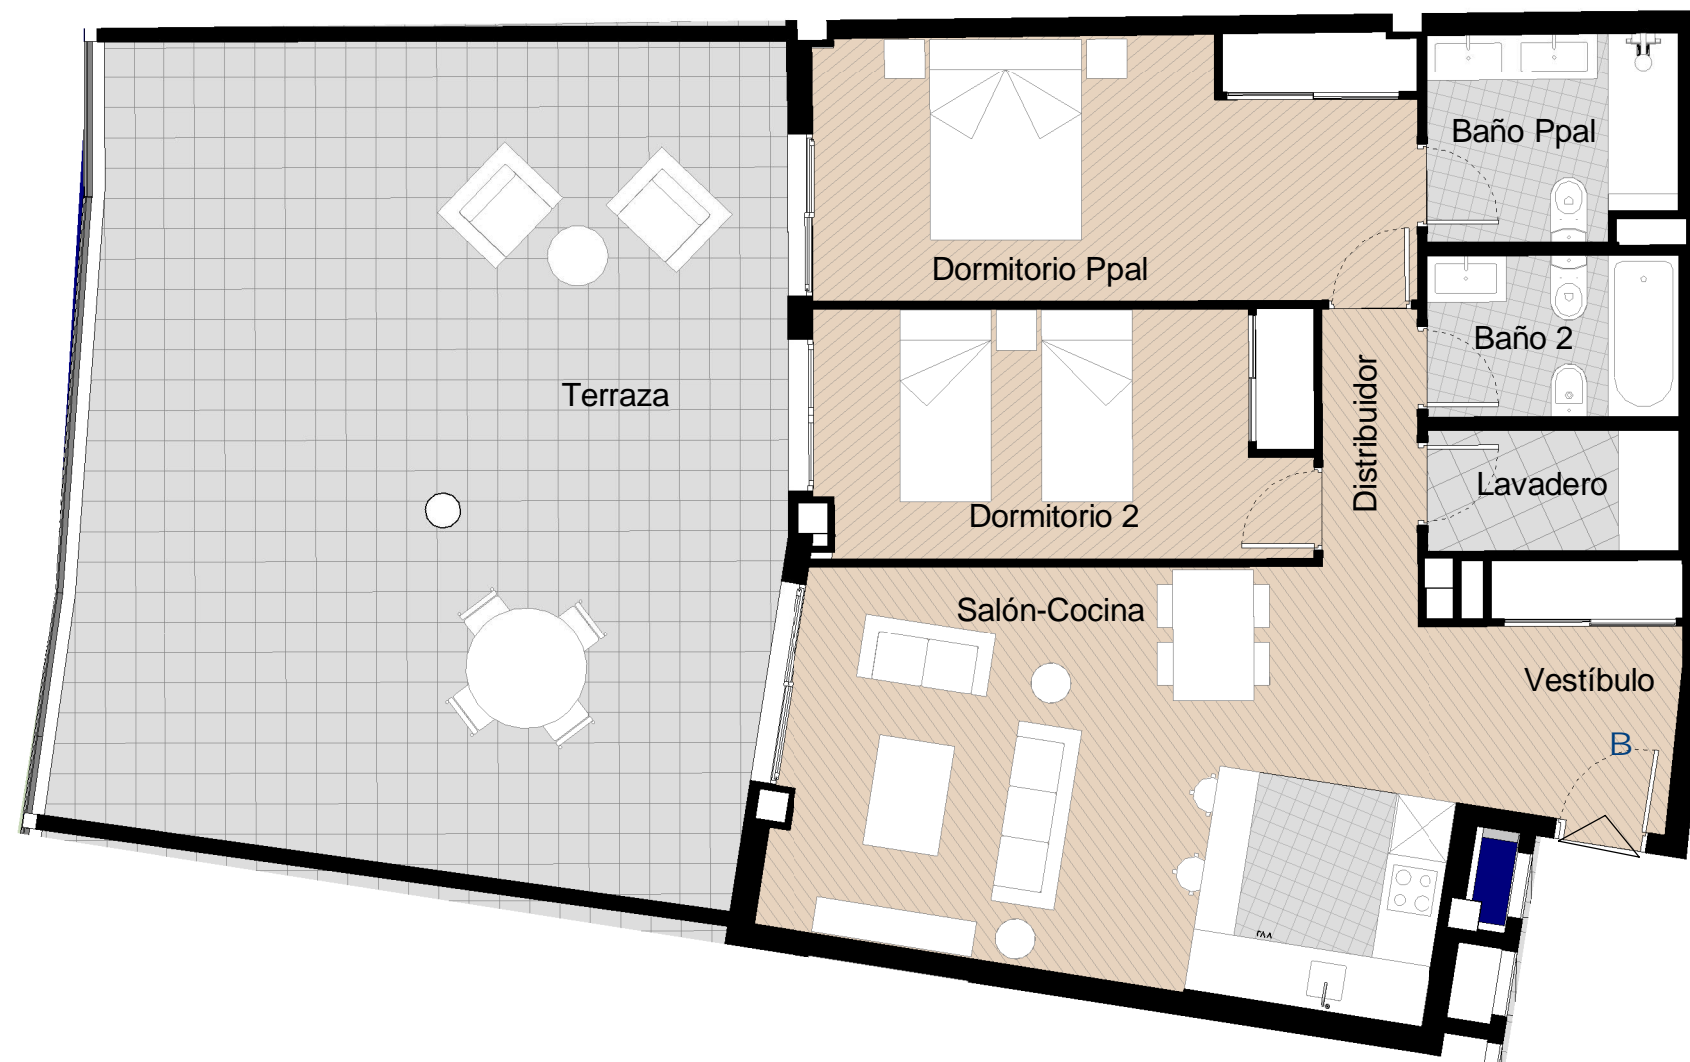 Baño Ppal
Dormitorio Ppal
Baño 2
Terraza
Distribuidor
Lavadero
Dormitorio 2
Salón-Cocina
Vestíbulo
B